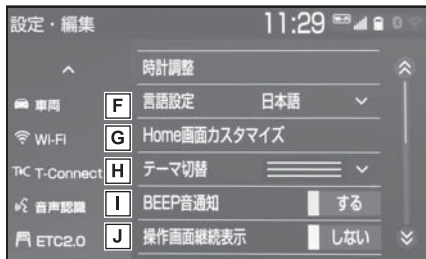 設定・編集 11:29
時計調整
車両 F 言語設定 日本語
Wi-Fi G Home画面カスタマイズ
T-Connect H テーマ切替
音声認識 I BEEP音通知 する
ETC2.0 J 操作画面継続表示 しない